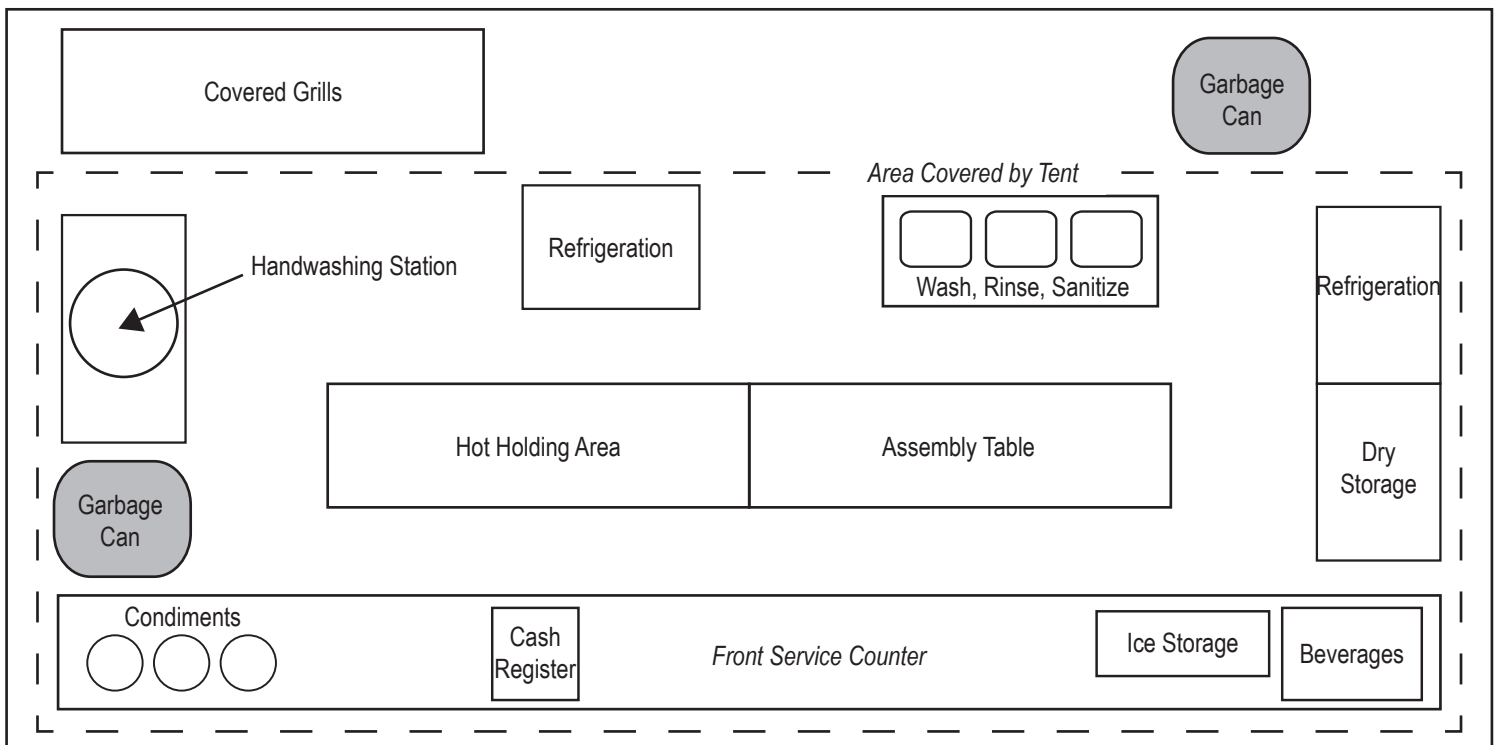 Covered Grills
Garbage
Can
Area Covered by Tent
Handwashing Station
Refrigeration
Wash, Rinse, Sanitize
Refrigeration
Hot Holding Area
Assembly Table
Dry
Storage
Garbage
Can
Condiments
Cash
Register
Front Service Counter
Ice Storage
Beverages